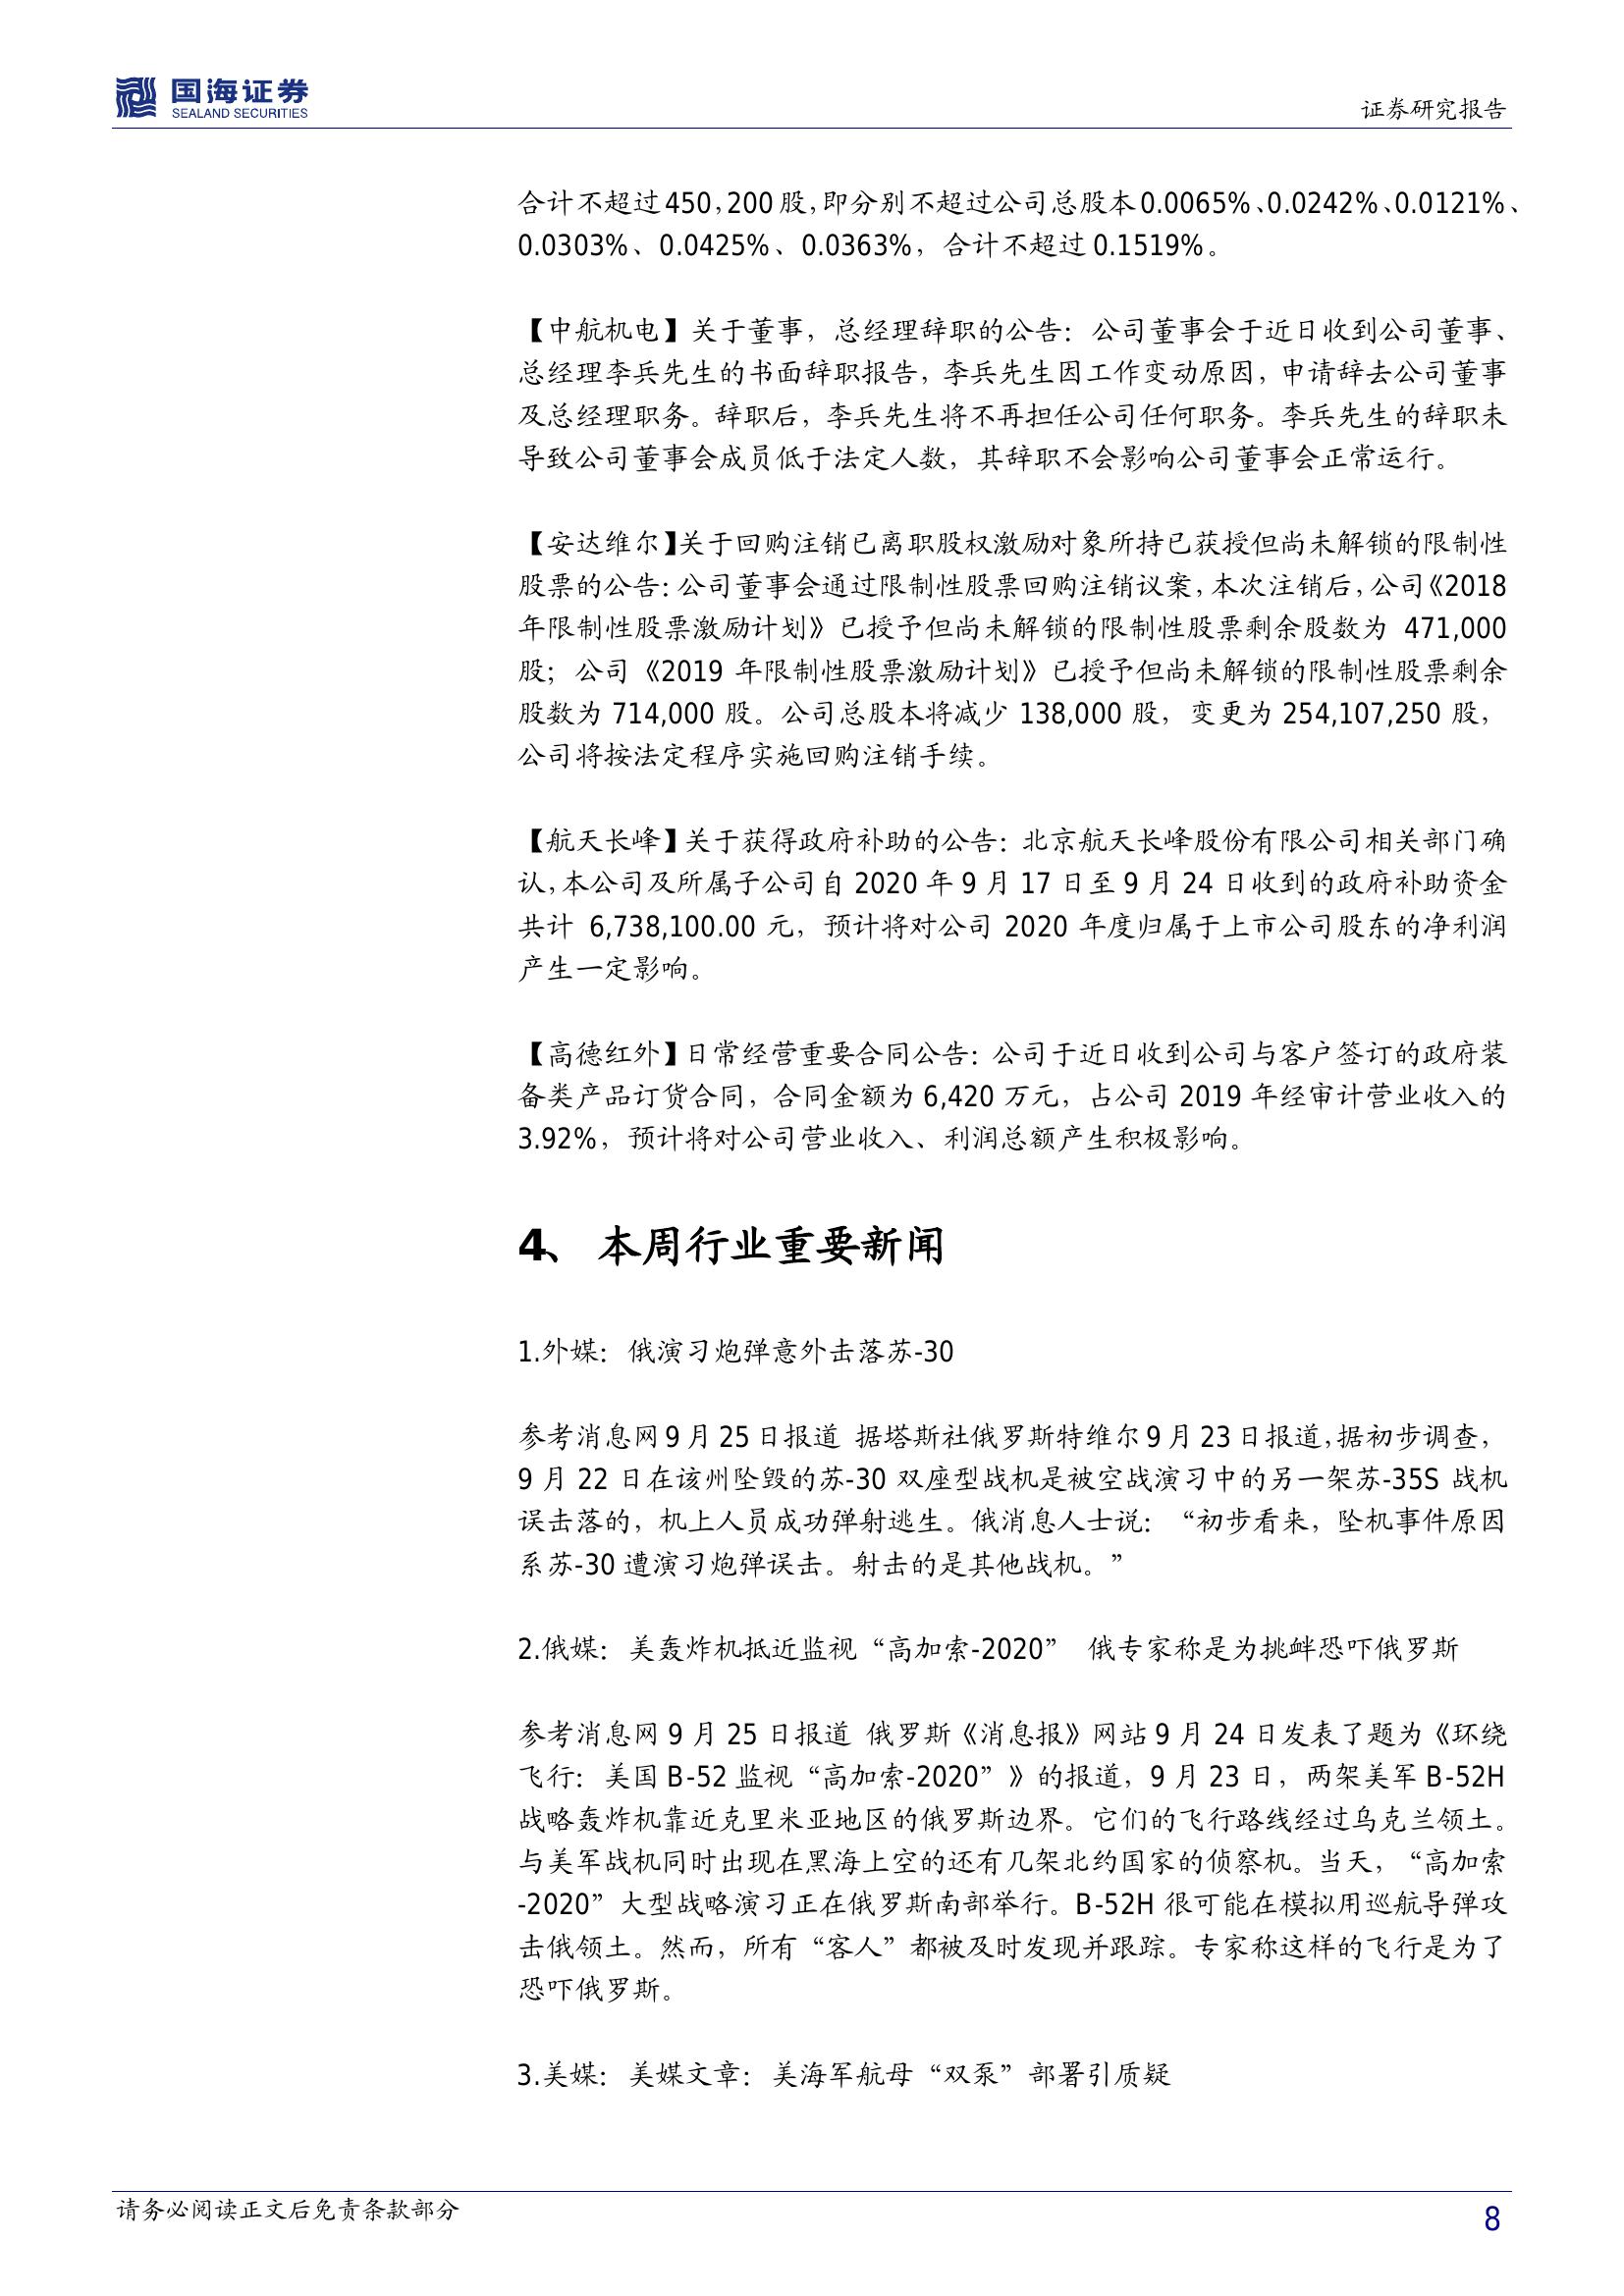 国海证券
SEALAND SECURITIES
证券研究报告
合计不超过 450,200 股，即分别不超过公司总股本 0.0065%、0.0242%、0.0121%、
0.0303%、0.0425%、0.0363%，合计不超过 0.1519%。
【中航机电】关于董事，总经理辞职的公告：公司董事会于近日收到公司董事、
总经理李兵先生的书面辞职报告，李兵先生因工作变动原因，申请辞去公司董事
及总经理职务。辞职后，李兵先生将不再担任公司任何职务。李兵先生的辞职未
导致公司董事会成员低于法定人数，其辞职不会影响公司董事会正常运行。
【安达维尔】关于回购注销已离职股权激励对象所持已获授但尚未解锁的限制性
股票的公告：公司董事会通过限制性股票回购注销议案，本次注销后，公司《2018
年限制性股票激励计划》已授予但尚未解锁的限制性股票剩余股数为 471,000
股；公司《2019 年限制性股票激励计划》已授予但尚未解锁的限制性股票剩余
股数为 714,000 股。公司总股本将减少 138,000 股，变更为 254,107,250 股，
公司将按法定程序实施回购注销手续。
【航天长峰】关于获得政府补助的公告：北京航天长峰股份有限公司相关部门确
认，本公司及所属子公司自 2020 年 9 月 17 日至 9 月 24 日收到的政府补助资金
共计 6,738,100.00 元，预计将对公司 2020 年度归属于上市公司股东的净利润
产生一定影响。
【高德红外】日常经营重要合同公告：公司于近日收到公司与客户签订的政府装
备类产品订货合同，合同金额为 6,420 万元，占公司 2019 年经审计营业收入的
3.92%，预计将对公司营业收入、利润总额产生积极影响。
4、 本周行业重要新闻
1.外媒：俄演习炮弹意外击落苏-30
参考消息网 9 月 25 日报道 据塔斯社俄罗斯特维尔 9 月 23 日报道，据初步调查，
9 月 22 日在该州坠毁的苏-30 双座型战机是被空战演习中的另一架苏-35S 战机
误击落的，机上人员成功弹射逃生。俄消息人士说：“初步看来，坠机事件原因
系苏-30 遭演习炮弹误击。射击的是其他战机。”
2.俄媒：美轰炸机抵近监视“高加索-2020” 俄专家称是为挑衅恐吓俄罗斯
参考消息网 9 月 25 日报道 俄罗斯《消息报》网站 9 月 24 日发表了题为《环绕
飞行：美国 B-52 监视“高加索-2020”》的报道，9 月 23 日，两架美军 B-52H
战略轰炸机靠近克里米亚地区的俄罗斯边界。它们的飞行路线经过乌克兰领土。
与美军战机同时出现在黑海上空的还有几架北约国家的侦察机。当天，“高加索
-2020”大型战略演习正在俄罗斯南部举行。B-52H 很可能在模拟用巡航导弹攻
击俄领土。然而，所有“客人”都被及时发现并跟踪。专家称这样的飞行是为了
恐吓俄罗斯。
3.美媒：美媒文章：美海军航母“双泵”部署引质疑
请务必阅读正文后免责条款部分
8